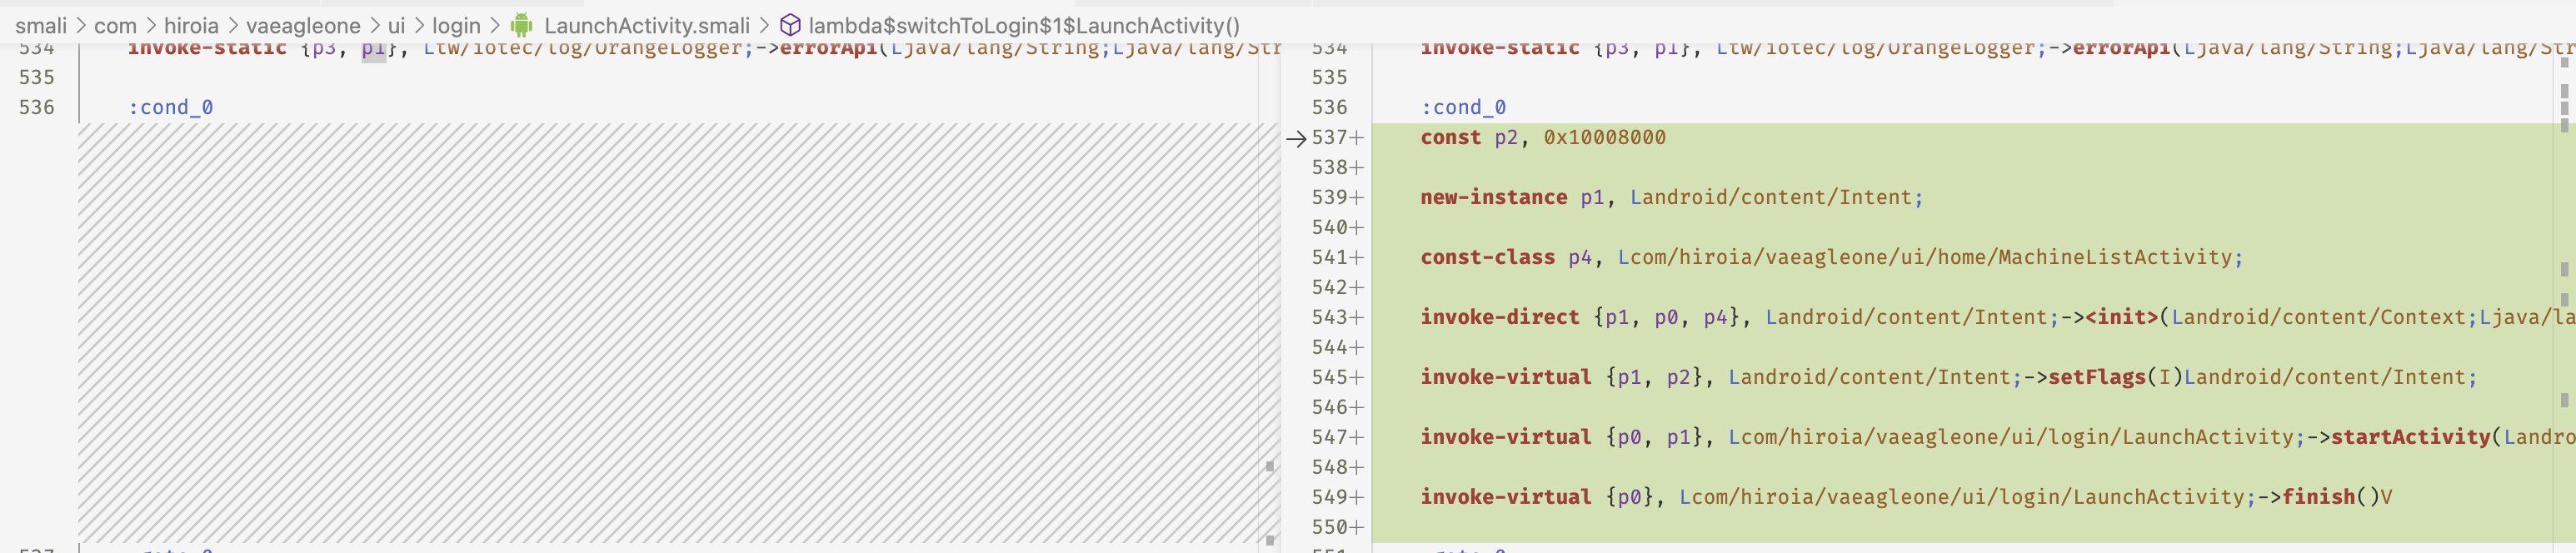 smali > com > hiroia > vaeagleone > ui > login > LaunchActivity.smali > lambda$switchToLogin$1$LaunchActivity()
534 invoke-static {p3, p1}, Ltw/iotec/log/OrangeLogger;->errorApi(Ljava/lang/String;Ljava/lang/Str
535
536 :cond_0
534 invoke-static {p3, p1}, Ltw/iotec/log/OrangeLogger;->errorApi(Ljava/lang/String;Ljava/lang/St
535
536 :cond_0
→ 537+ const p2, 0x10008000
538+
539+ new-instance p1, Landroid/content/Intent;
540+
541+ const-class p4, Lcom/hiroia/vaeagleone/ui/home/MachineListActivity;
542+
543+ invoke-direct {p1, p0, p4}, Landroid/content/Intent;-><init>(Landroid/content/Context;Ljava/la
544+
545+ invoke-virtual {p1, p2}, Landroid/content/Intent;->setFlags(I)Landroid/content/Intent;
546+
547+ invoke-virtual {p0, p1}, Lcom/hiroia/vaeagleone/ui/login/LaunchActivity;->startActivity(Landro
548+
549+ invoke-virtual {p0}, Lcom/hiroia/vaeagleone/ui/login/LaunchActivity;->finish()V
550+